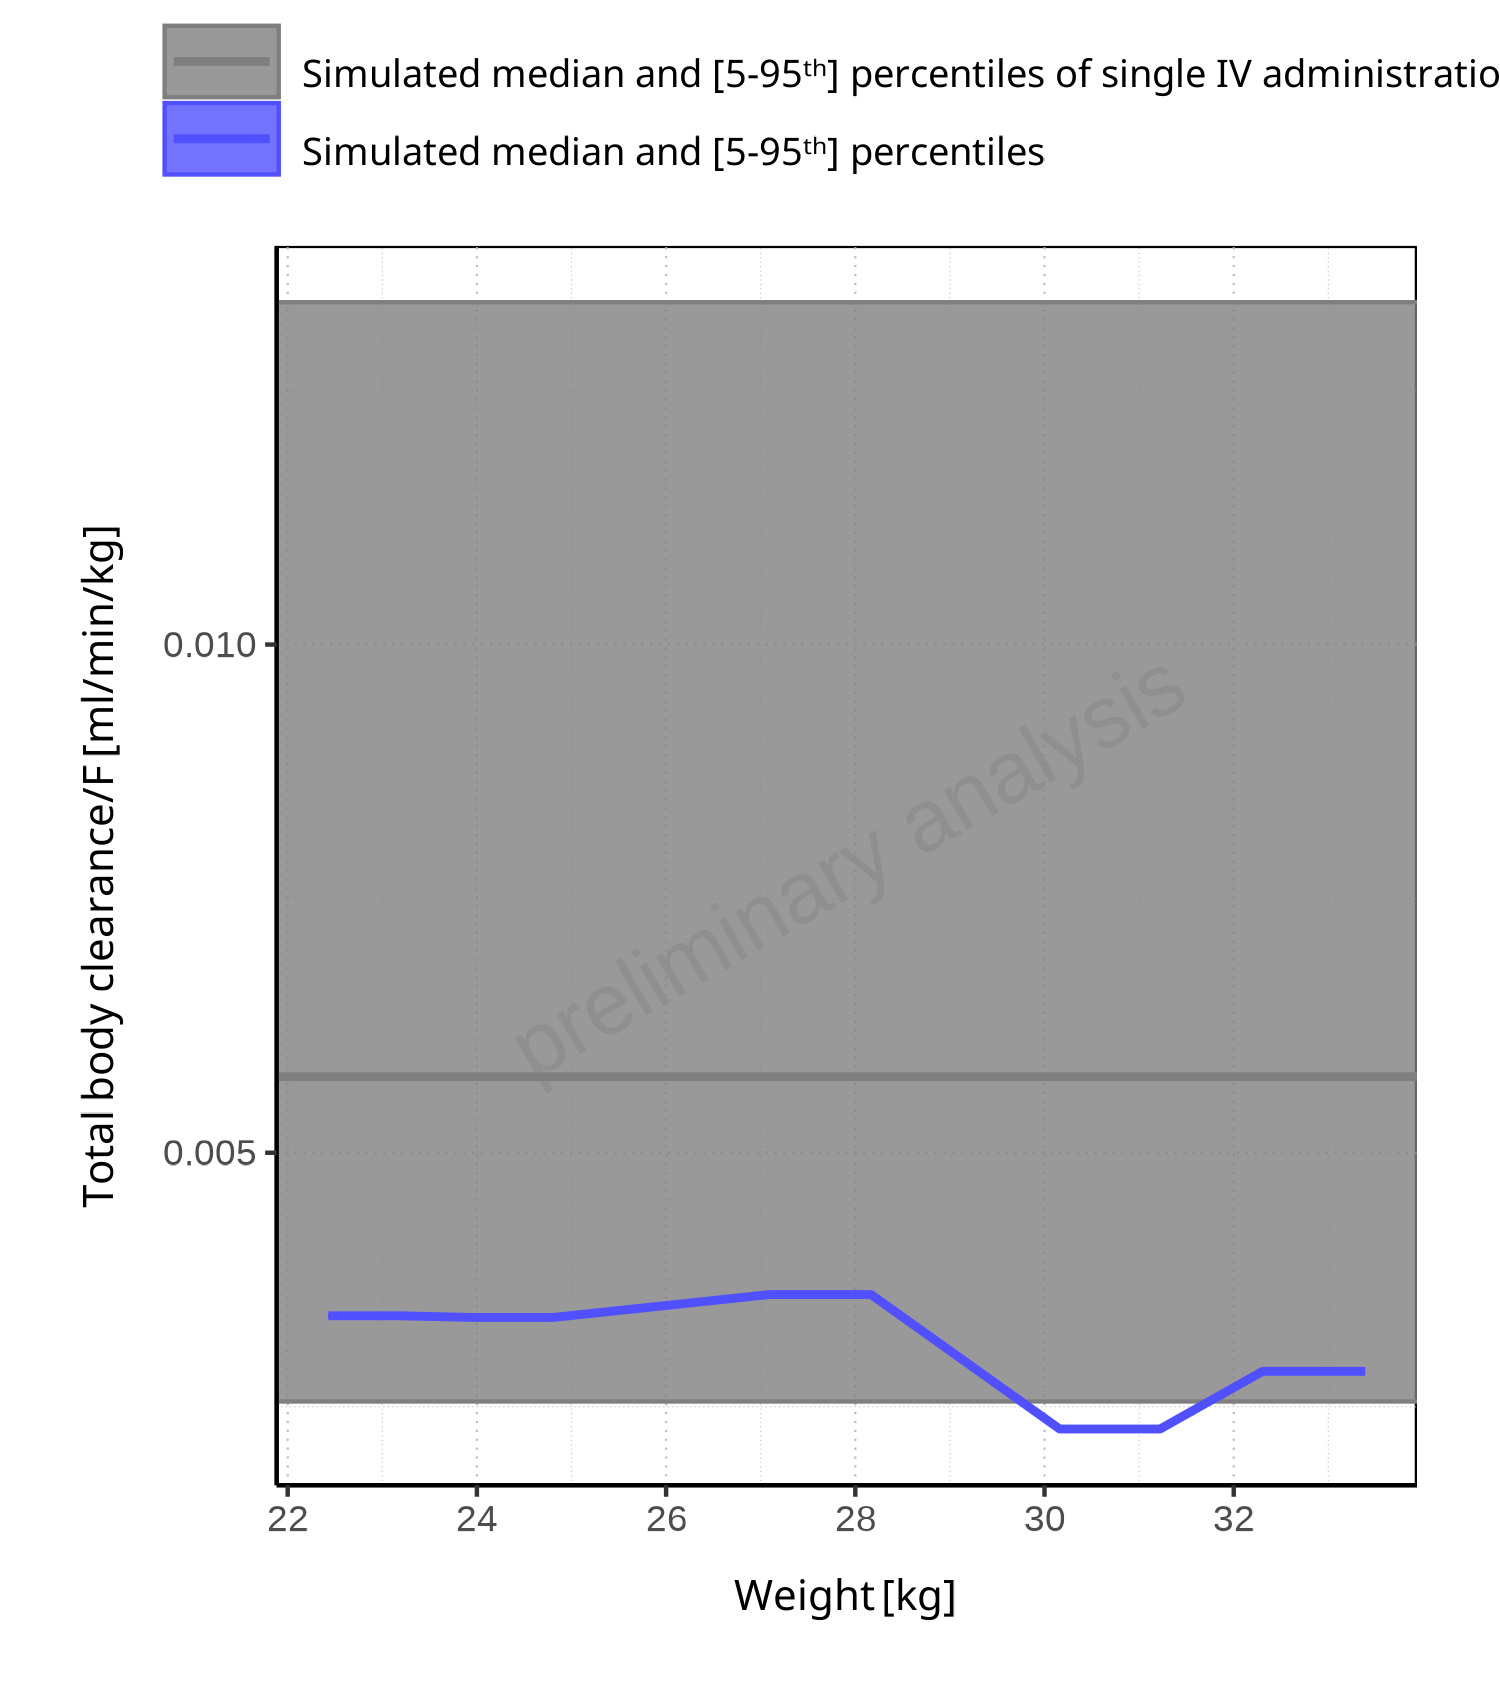 Simulated median and [5-95ᵗʰ] percentiles of single IV administratio
Simulated median and [5-95ᵗʰ] percentiles
Total body clearance/F [ml/min/kg]
0.010
0.005
preliminary analysis
22 24 26 28 30 32
Weight [kg]